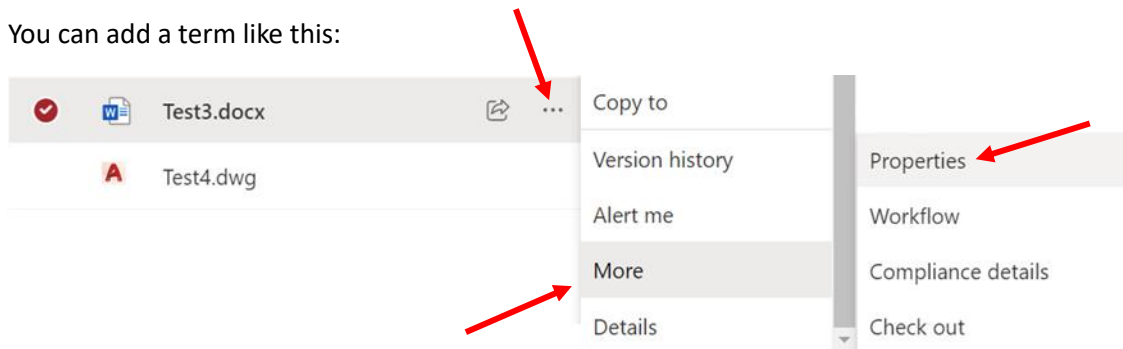 You can add a term like this:
Test3.docx
Test4.dwg
Copy to
Version history
Alert me
More
Details
Properties
Workflow
Compliance details
Check out